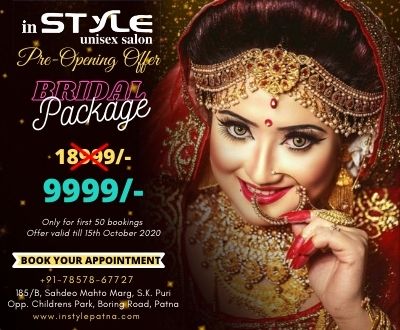 in STYLE
unisex salon
Pre-Opening Offer
BRIDAL
Package
18999/-
9999/-
Only for first 50 bookings
Offer valid till 15th October 2020
BOOK YOUR APPOINTMENT
+91-78578-67727
185/B, Sahdeo Mahto Marg, S.K. Puri
Opp. Childrens Park, Boring Road, Patna
www.instylepatna.com